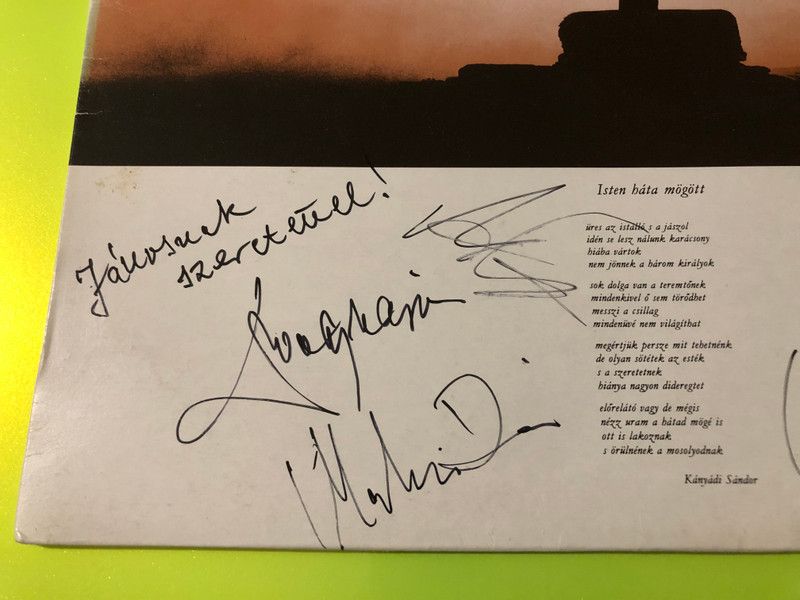 Jánosnak
szeretettel!
Isten háta mögött
üres az istálló s a jászol
idén se lesz nálunk karácsony
hiába vártok
nem jönnek a három királyok
sok dolga van a teremtőnek
mindenkivel ő sem törődhet
messzi a csillag
mindenüvé nem világíthat
megértjük persze mit tehetnénk
de olyan sötétek az esték
s a szeretetnek
hiánya nagyon dideregtet
előrelátó vagy de mégis
nézz uram a hátad mögé is
ott is lakoznak
s örülnének a mosolyodnak
Kányádi Sándor